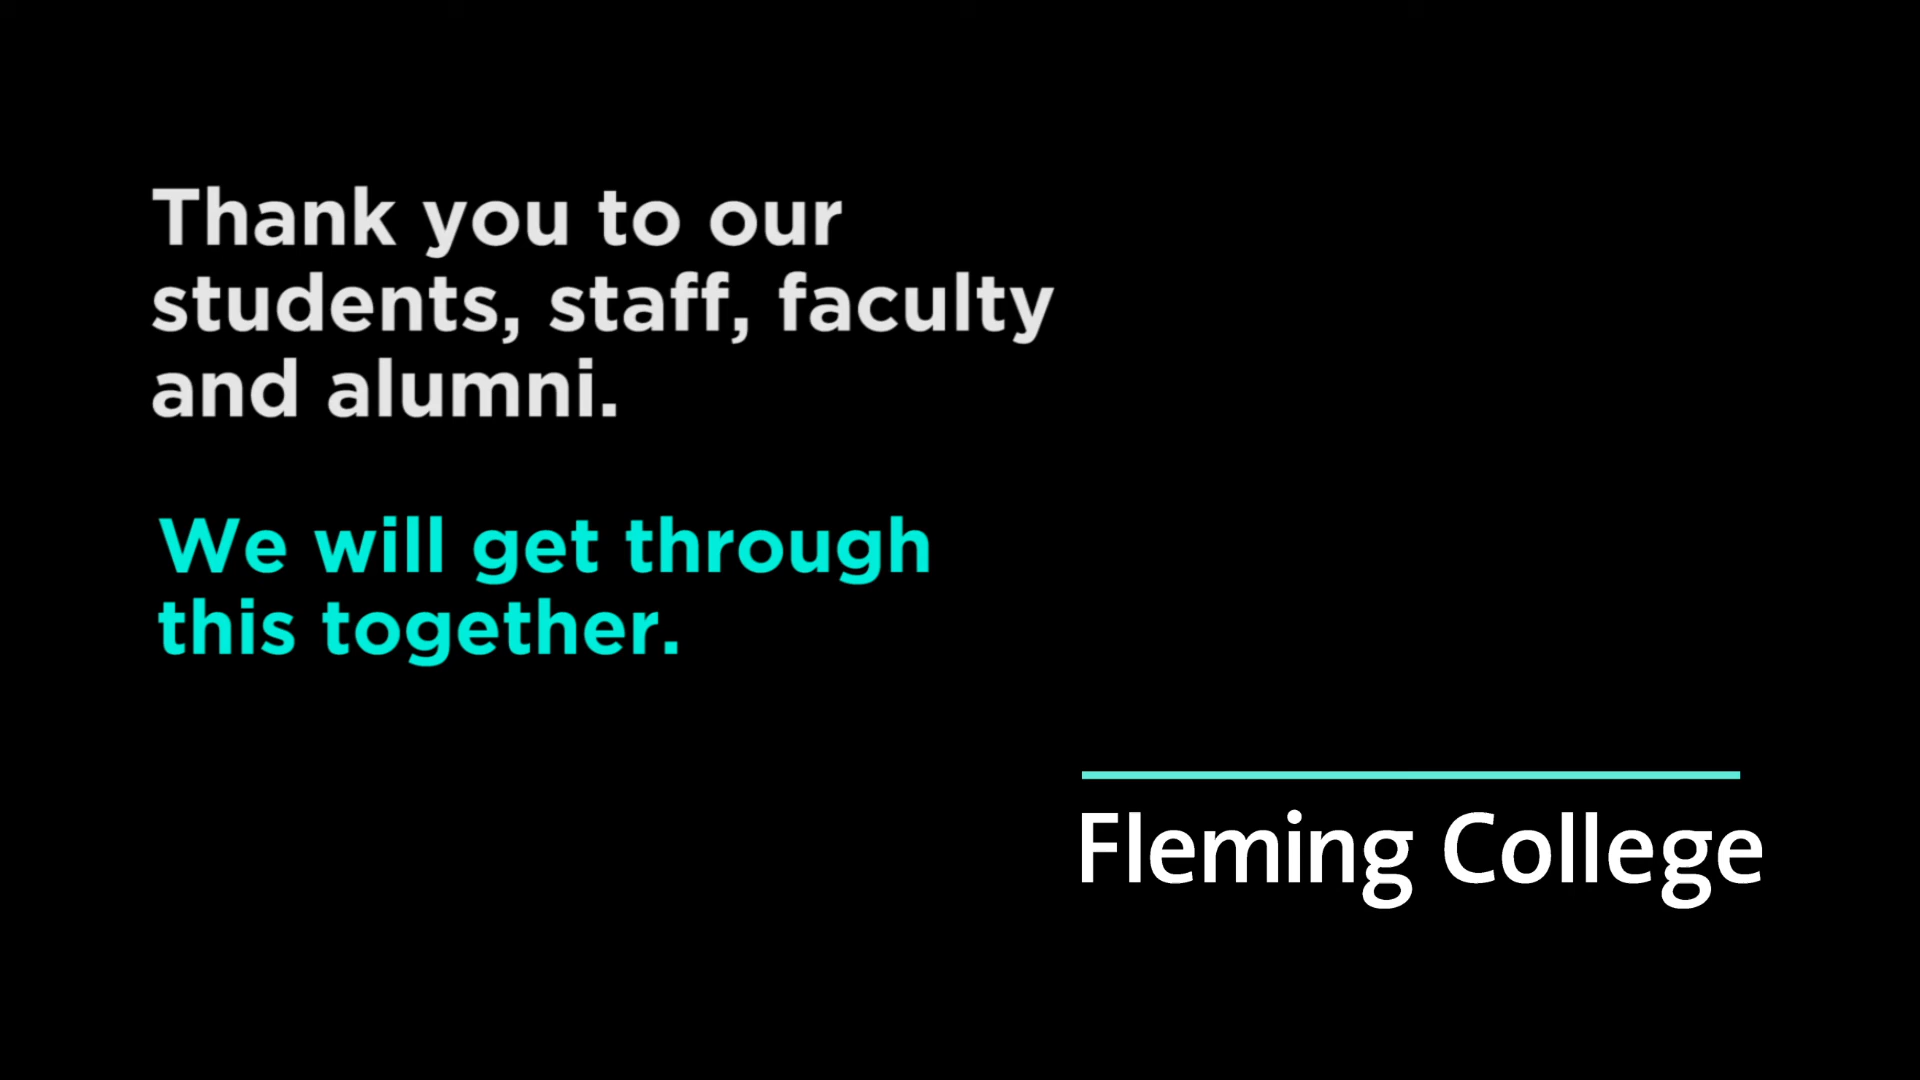 Thank you to our
students, staff, faculty
and alumni.
We will get through
this together.
Fleming College